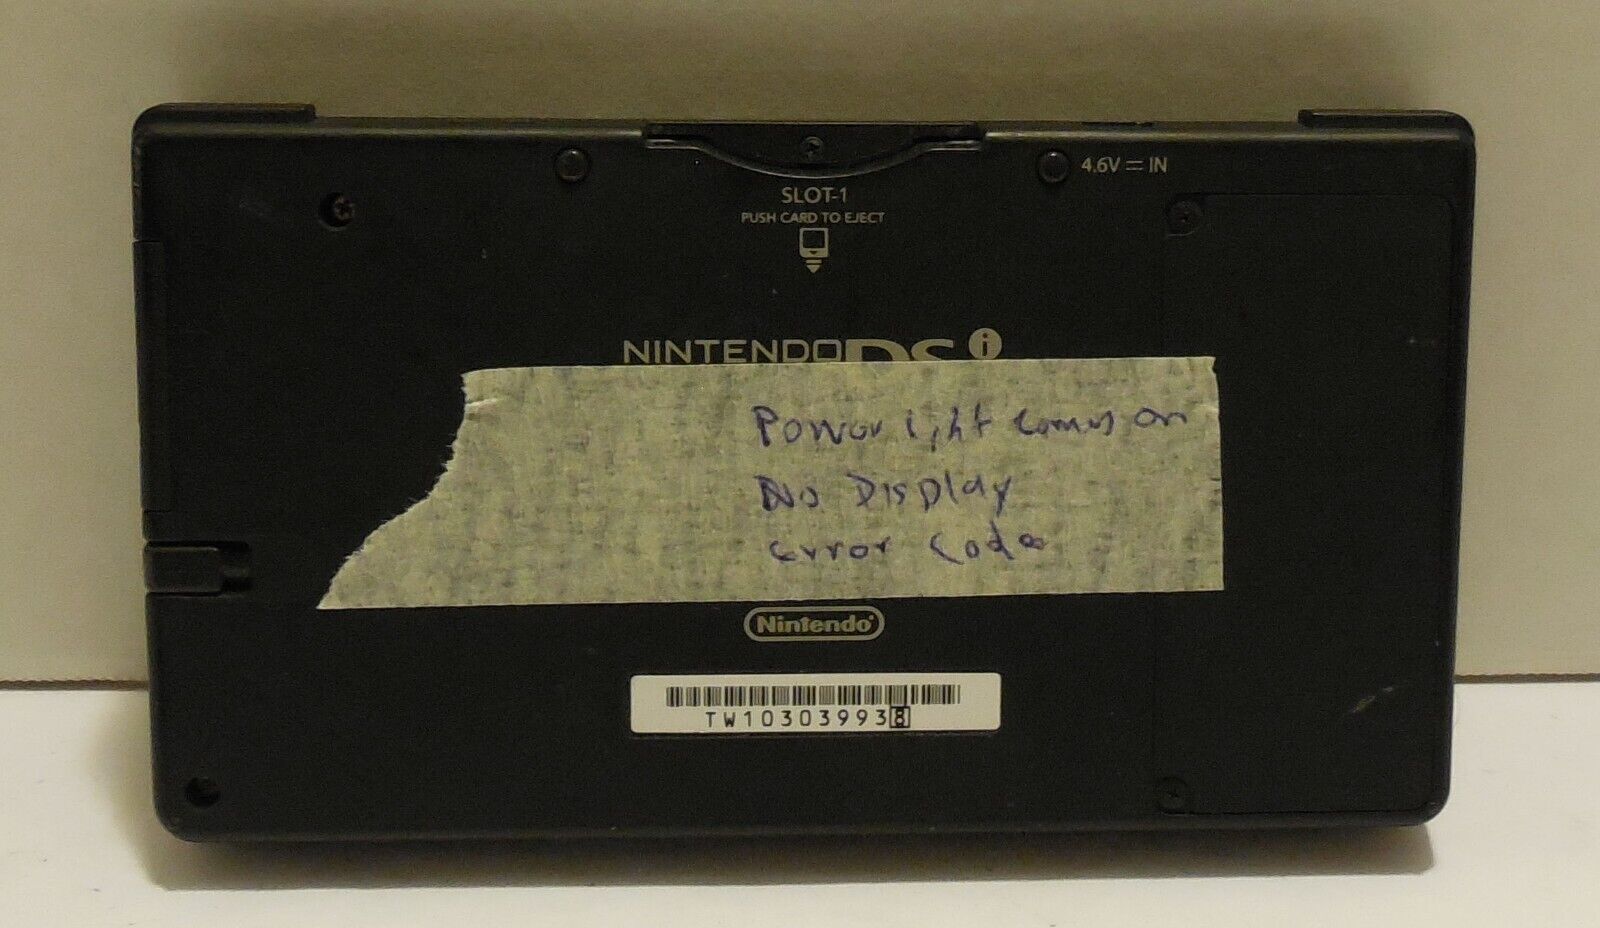 4.6V ⎓ IN
SLOT-1
PUSH CARD TO EJECT
NINTENDO DS i
Power light comes on
No Display
error code
Nintendo®
TW103039938